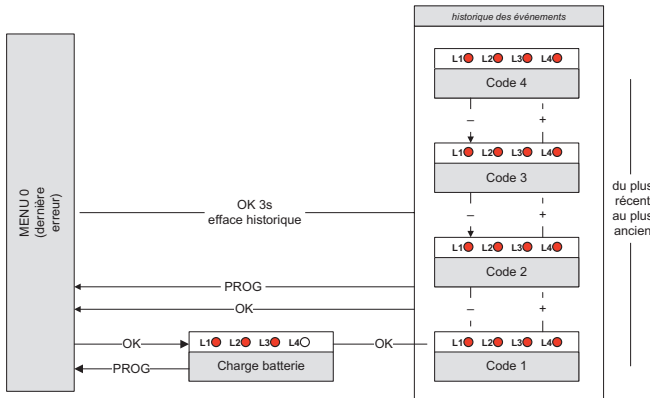 historique des événements
L1 L2 L3 L4
Code 4
– +
L1 L2 L3 L4
Code 3
– +
L1 L2 L3 L4
Code 2
– +
L1 L2 L3 L4
Code 1
du plus
récent
au plus
ancien
MENU 0
(dernière
erreur)
OK 3s
efface historique
PROG
OK
OK
L1 L2 L3 L4
Charge batterie
OK
PROG